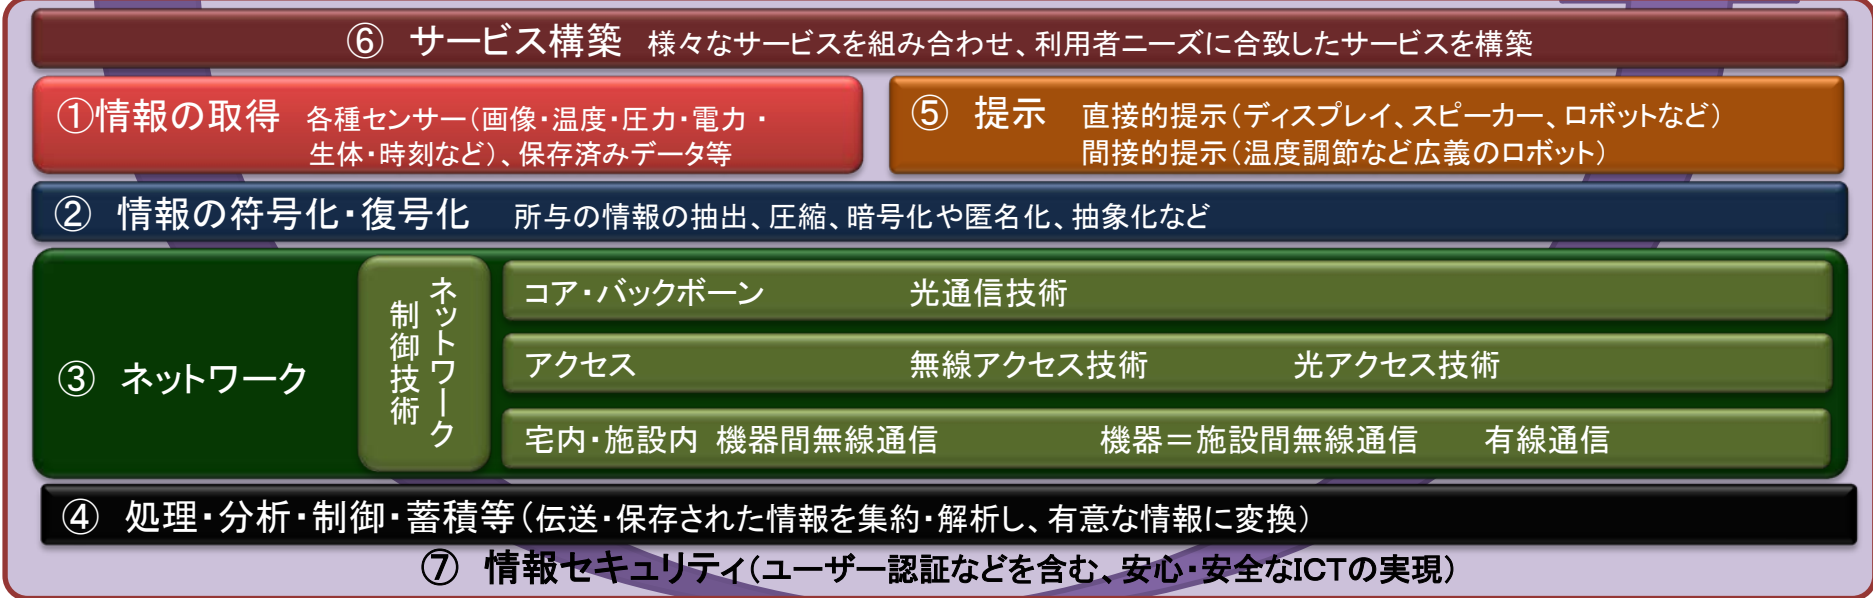 ⑥ サービス構築 様々なサービスを組み合わせ、利用者ニーズに合致したサービスを構築
①情報の取得 各種センサー(画像・温度・圧力・電力・
生体・時刻など)、保存済みデータ等
⑤ 提示 直接的提示(ディスプレイ、スピーカー、ロボットなど)
間接的提示(温度調節など広義のロボット)
② 情報の符号化・復号化 所与の情報の抽出、圧縮、暗号化や匿名化、抽象化など
③ ネットワーク
ネットワーク
制御技術
コア・バックボーン 光通信技術
アクセス 無線アクセス技術 光アクセス技術
宅内・施設内 機器間無線通信 機器=施設間無線通信 有線通信
④ 処理・分析・制御・蓄積等(伝送・保存された情報を集約・解析し、有意な情報に変換)
⑦ 情報セキュリティ(ユーザー認証などを含む、安心・安全なICTの実現)